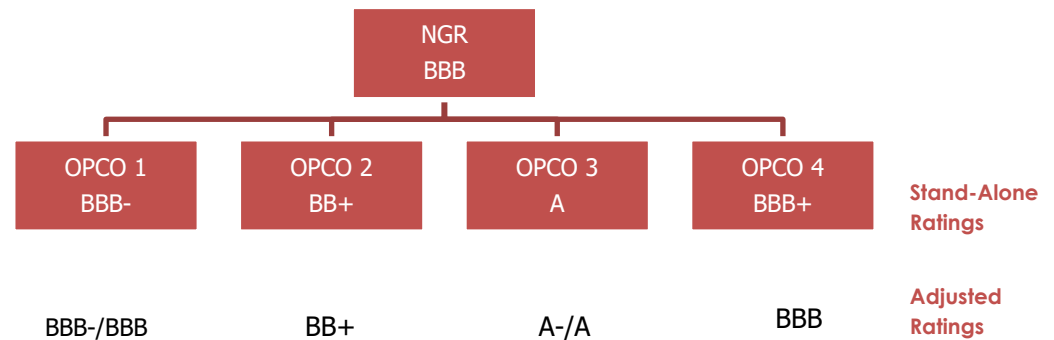 NGR
BBB
OPCO 1
BBB-
OPCO 2
BB+
OPCO 3
A
OPCO 4
BBB+
Stand-Alone
Ratings
BBB-/BBB
BB+
A-/A
BBB
Adjusted
Ratings